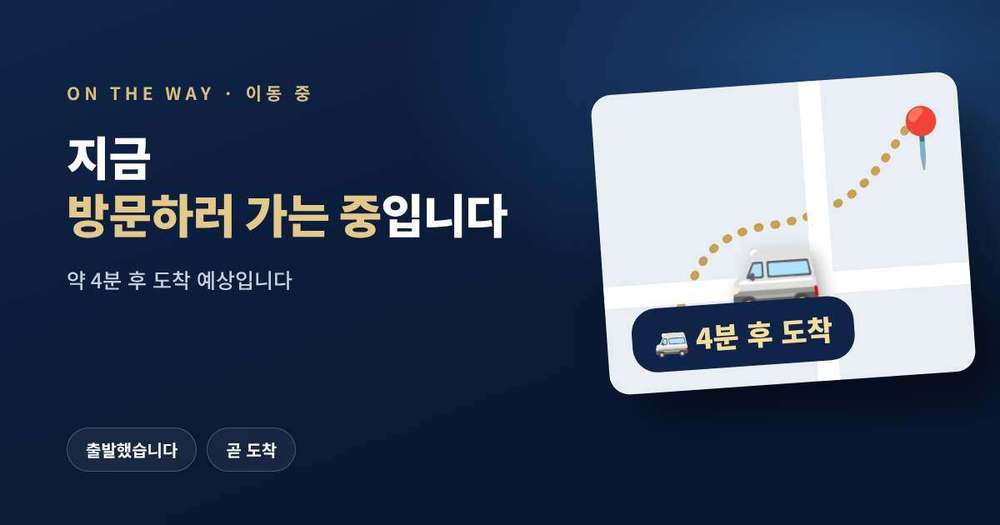 ON THE WAY · 이동 중
지금
방문하러 가는 중입니다
약 4분 후 도착 예상입니다
4분 후 도착
출발했습니다
곧 도착